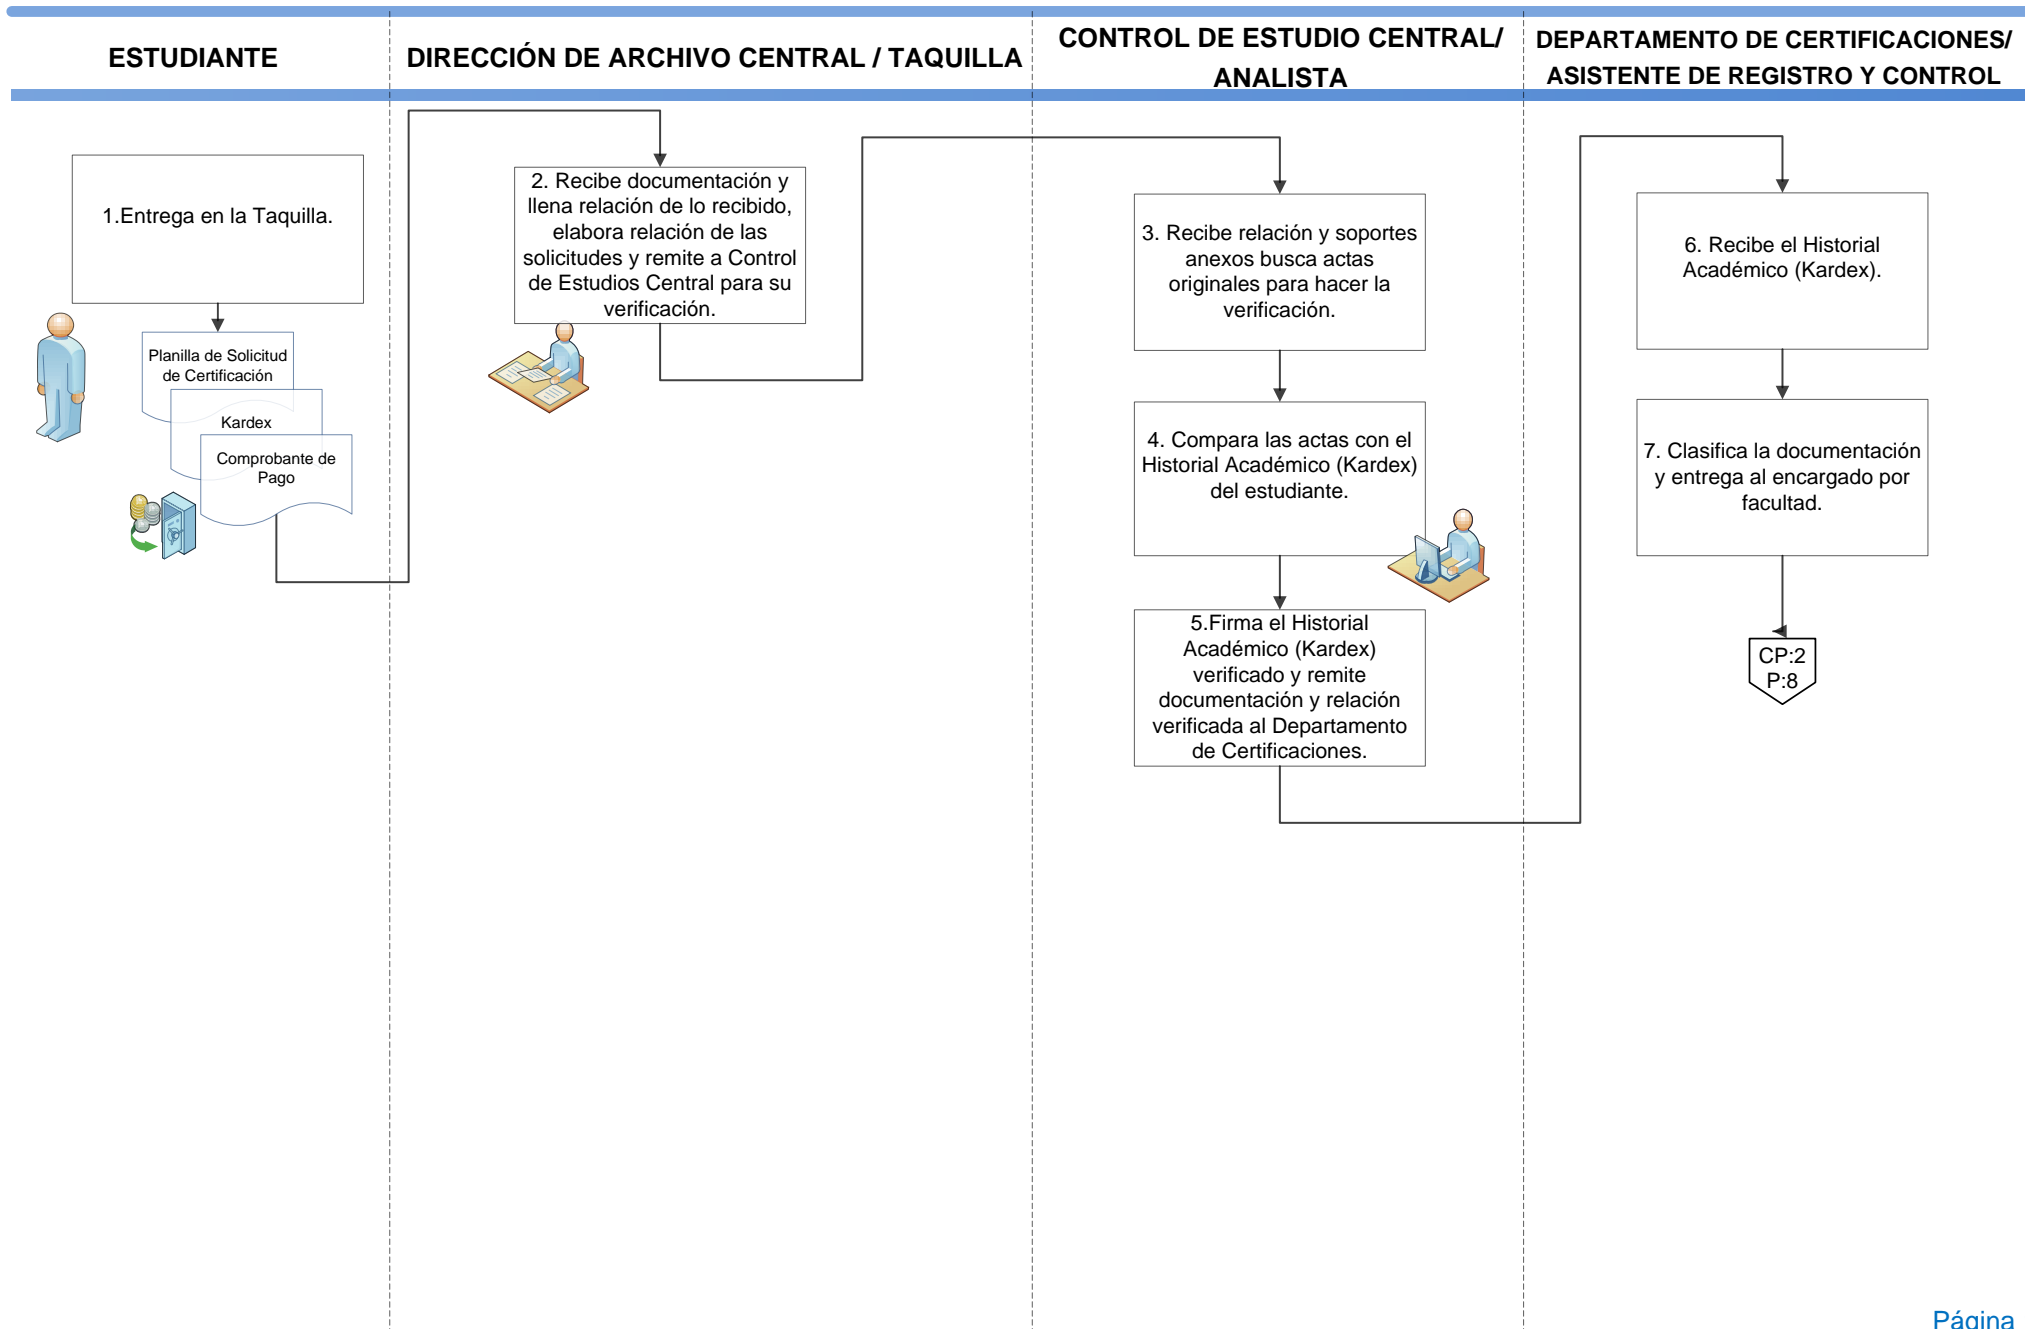 ESTUDIANTE
DIRECCIÓN DE ARCHIVO CENTRAL / TAQUILLA
CONTROL DE ESTUDIO CENTRAL/
ANALISTA
DEPARTAMENTO DE CERTIFICACIONES/
ASISTENTE DE REGISTRO Y CONTROL
1.Entrega en la Taquilla.
Planilla de Solicitud
de Certificación
Kardex
Comprobante de
Pago
2. Recibe documentación y
llena relación de lo recibido,
elabora relación de las
solicitudes y remite a Control
de Estudios Central para su
verificación.
3. Recibe relación y soportes
anexos busca actas
originales para hacer la
verificación.
4. Compara las actas con el
Historial Académico (Kardex)
del estudiante.
5.Firma el Historial
Académico (Kardex)
verificado y remite
documentación y relación
verificada al Departamento
de Certificaciones.
6. Recibe el Historial
Académico (Kardex).
7. Clasifica la documentación
y entrega al encargado por
facultad.
CP:2
P:8
Página